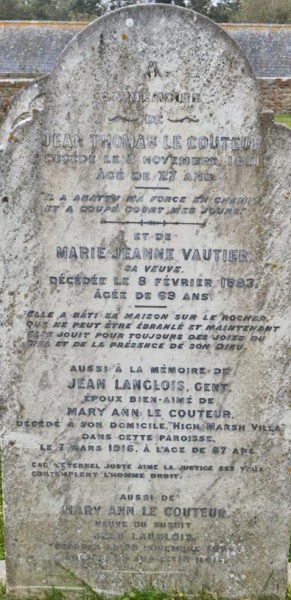 A
LA MÉMOIRE
DE
JEAN THOMAS LE COUTEUR
DÉCÉDÉ LE 3 NOVEMBRE
ÂGÉ DE 27 ANS.
"IL A ABATTU MA FORCE EN CHEMIN
ET A COUPÉ COURT MES JOURS."
ET DE
MARIE JEANNE VAUTIER
SA VEUVE.
DÉCÉDÉE LE 8 FÉVRIER,
ÂGÉE DE 69 ANS.
ELLE A BÂTI SA MAISON SUR LE ROCHER,
QUI NE PEUT ÊTRE ÉBRANLÉ ET MAINTENANT
ELLE JOUIT POUR TOUJOURS DES JOIES DU
CIEL ET DE LA PRÉSENCE DE SON DIEU.
AUSSI À LA MÉMOIRE DE
JEAN LANGLOIS, GENT.
ÉPOUX BIEN-AIMÉ DE
MARY ANN LE COUTEUR,
DÉCÉDÉ À SON DOMICILE, "HIGH MARSH VILLA"
DANS CETTE PAROISSE,
LE 7 MARS 1916, À L'AGE DE 67 ANS.
CAR L'ÉTERNEL JUSTE AIME LA JUSTICE SES YEUX
CONTEMPLENT L'HOMME DROIT.
AUSSI DE
MARY ANN LE COUTEUR,
VEUVE DU SUSDIT
JEAN LANGLOIS,
NOVEMBRE